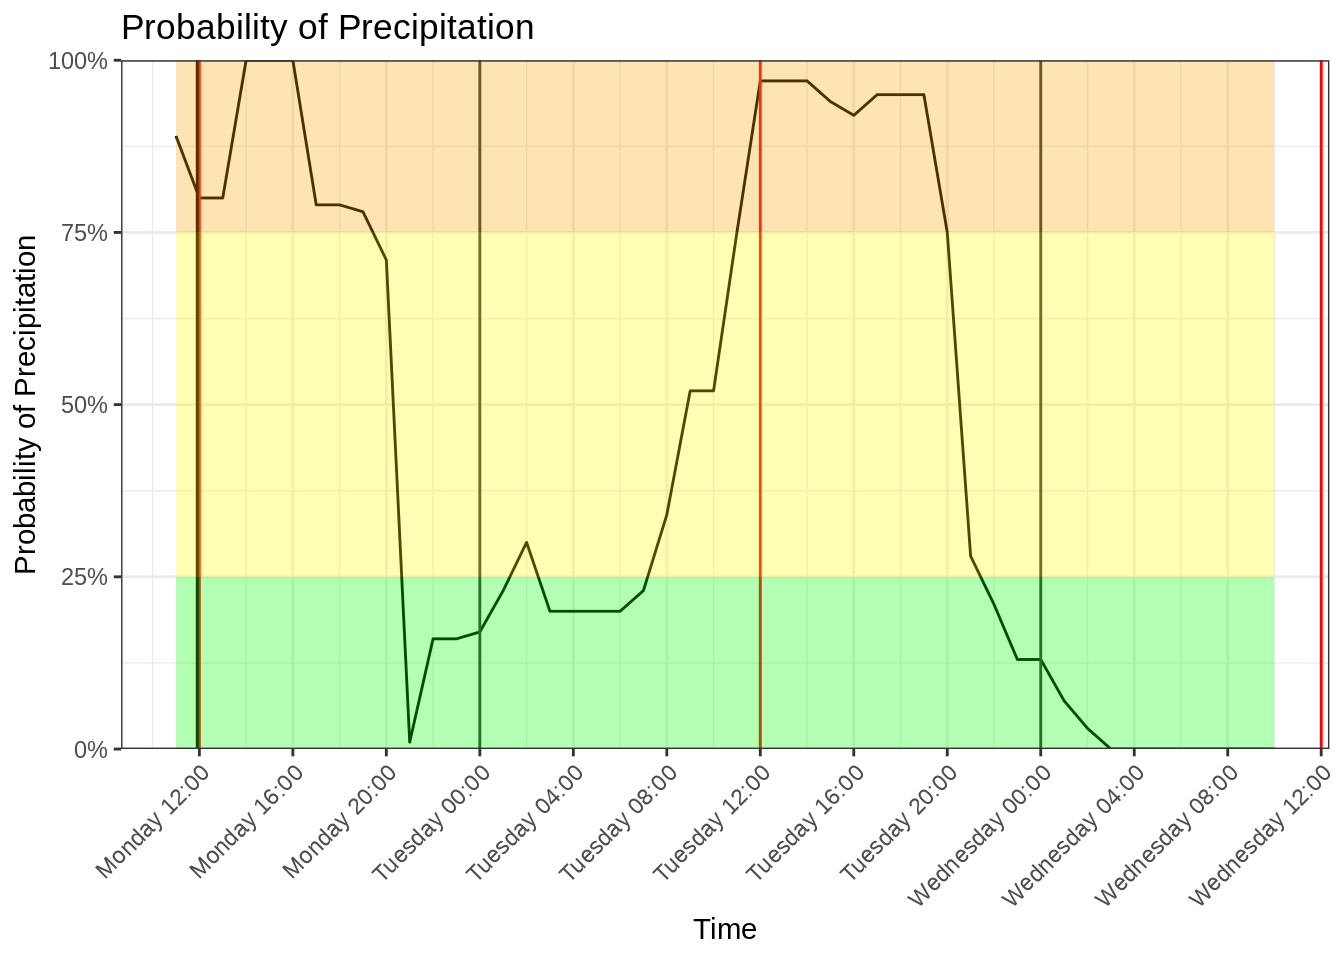 Probability of Precipitation
Probability of Precipitation
100%
75%
50%
25%
0%
Monday 12:00
Monday 16:00
Monday 20:00
Tuesday 00:00
Tuesday 04:00
Tuesday 08:00
Tuesday 12:00
Tuesday 16:00
Tuesday 20:00
Wednesday 00:00
Wednesday 04:00
Wednesday 08:00
Wednesday 12:00
Time